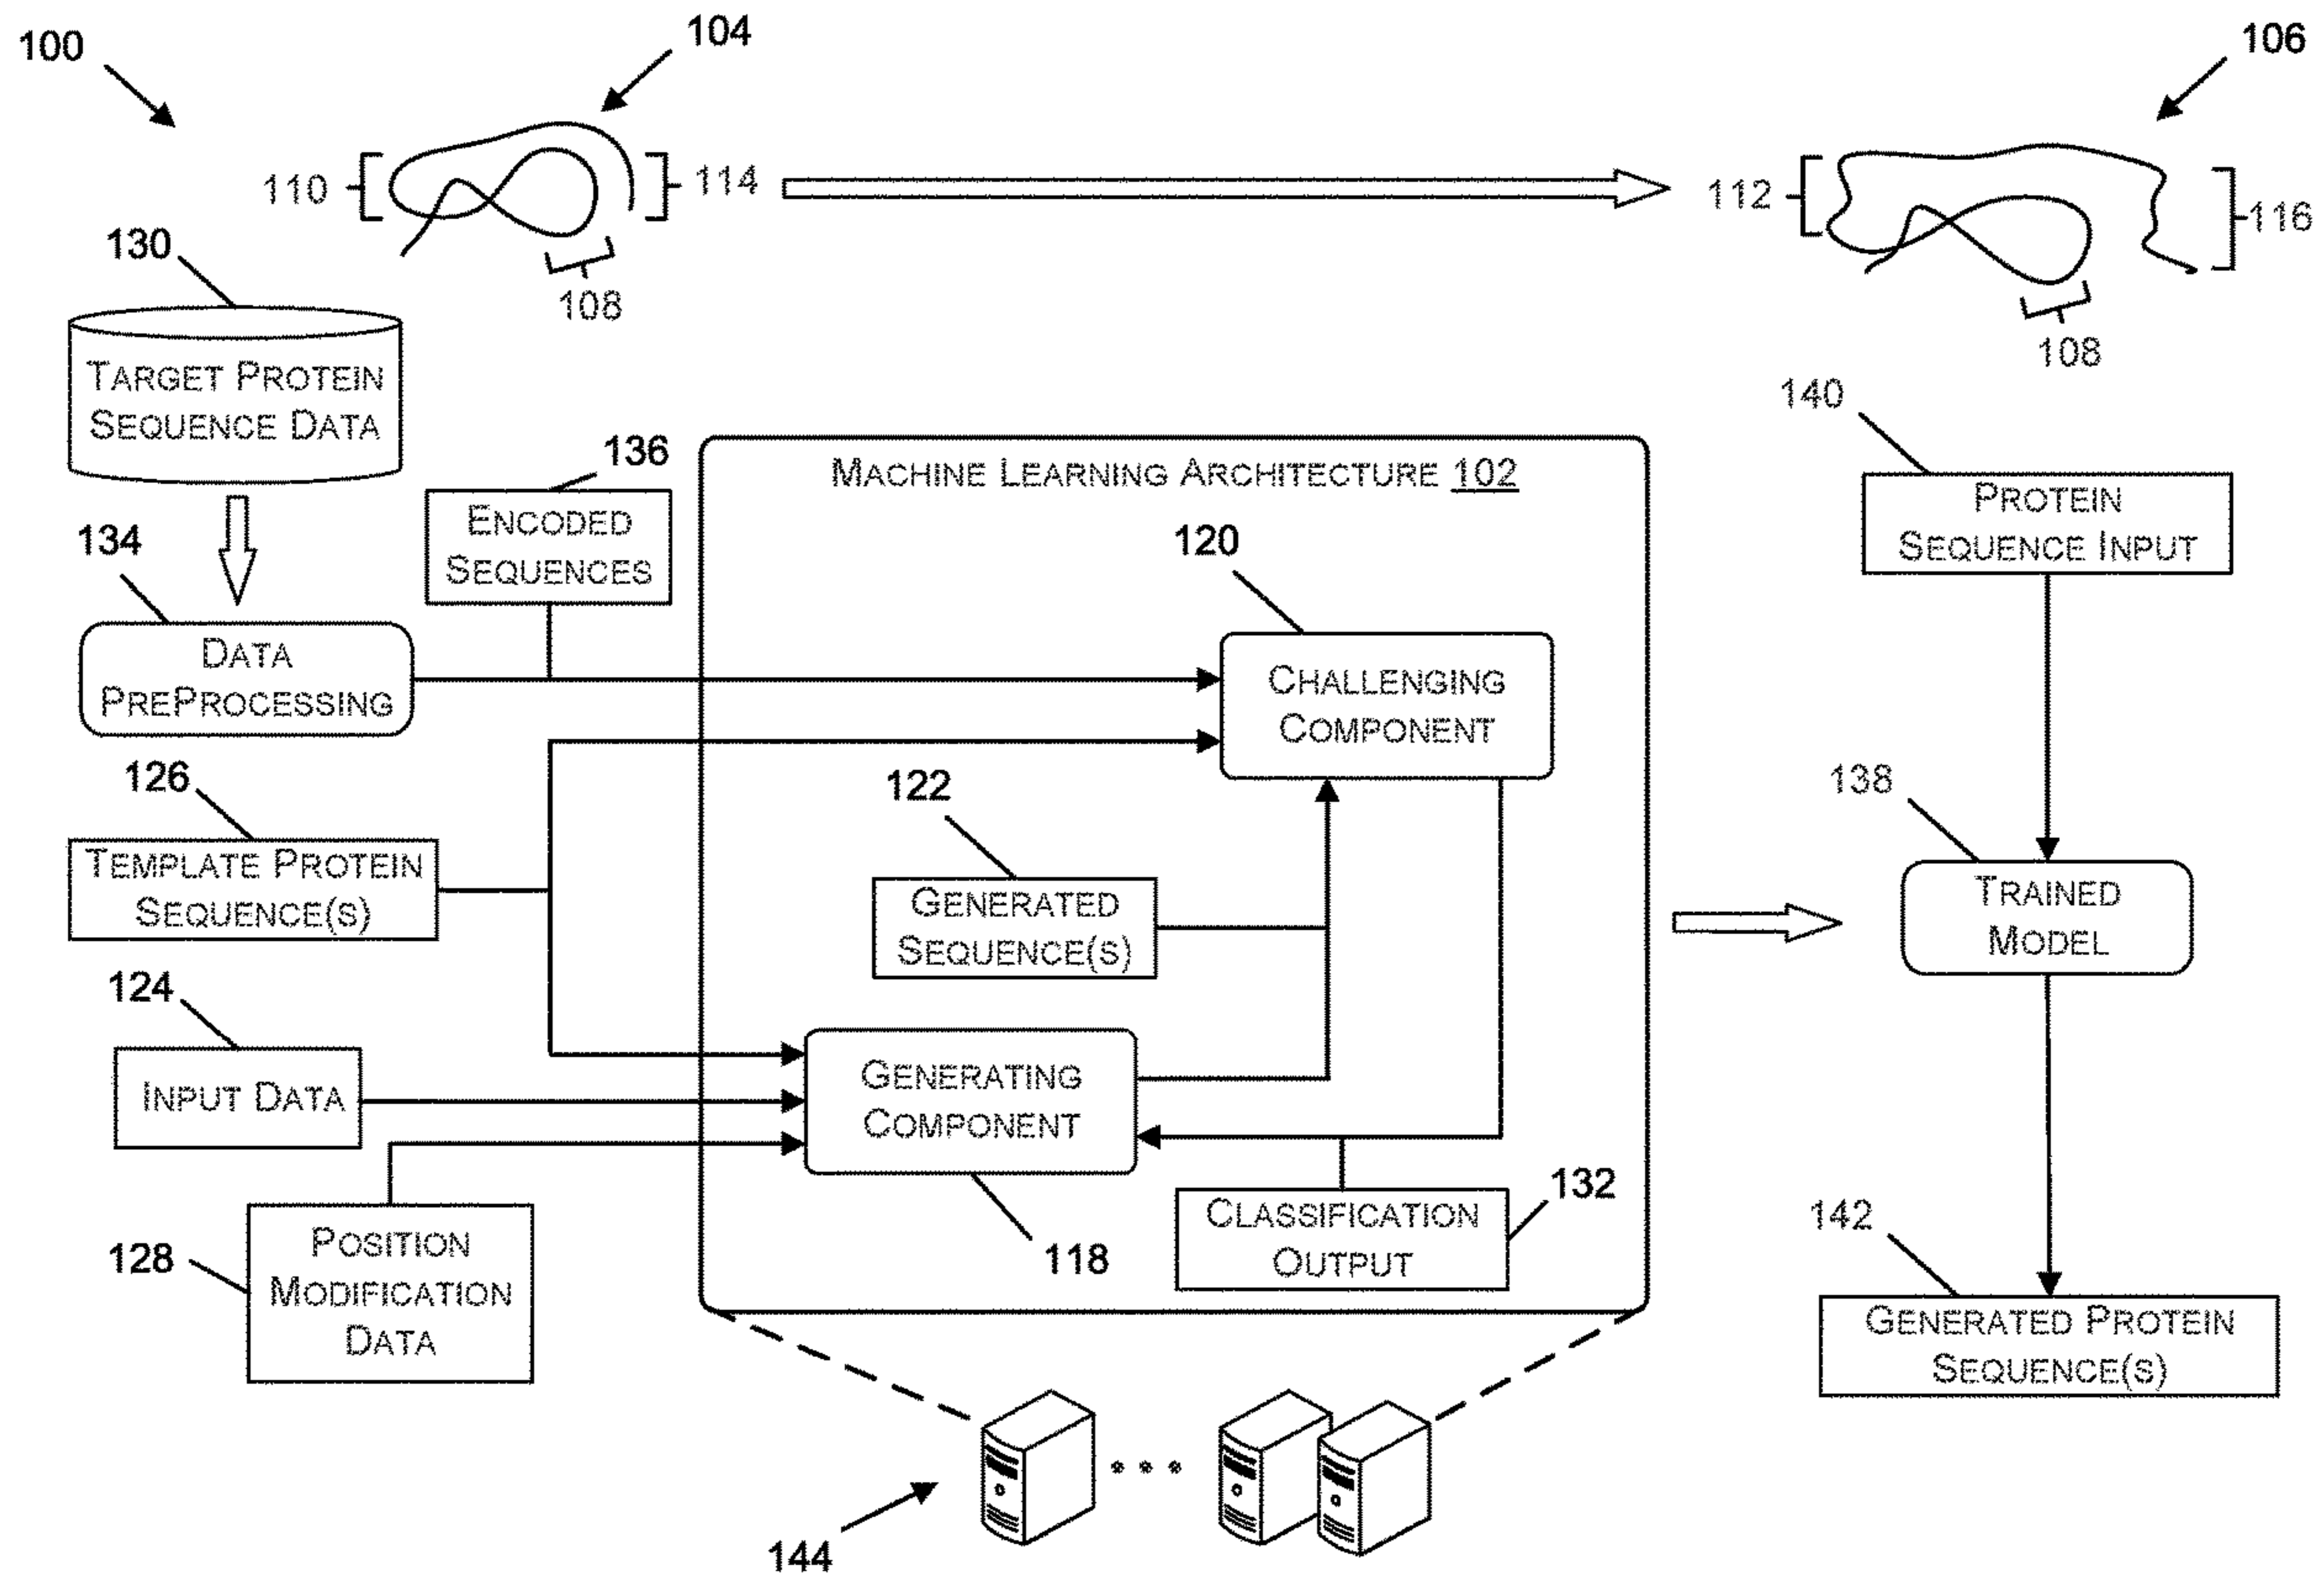 100
104
106
110
114
112
116
108
108
130
TARGET PROTEIN
SEQUENCE DATA
136
ENCODED
SEQUENCES
134
DATA
PREPROCESSING
MACHINE LEARNING ARCHITECTURE 102
120
CHALLENGING
COMPONENT
140
PROTEIN
SEQUENCE INPUT
126
TEMPLATE PROTEIN
SEQUENCE(S)
122
GENERATED
SEQUENCE(S)
138
TRAINED
MODEL
124
INPUT DATA
GENERATING
COMPONENT
118
128
POSITION
MODIFICATION
DATA
132
CLASSIFICATION
OUTPUT
142
GENERATED PROTEIN
SEQUENCE(S)
144